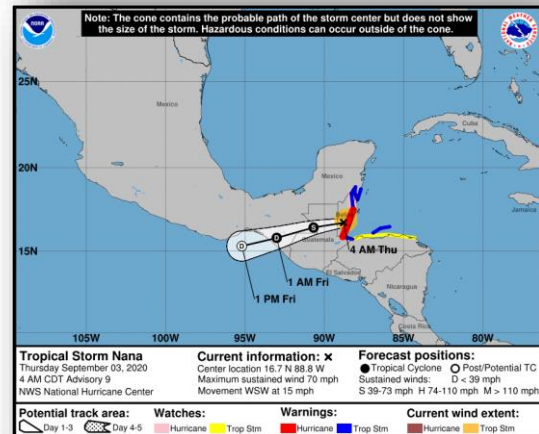 Note: The cone contains the probable path of the storm center but does not show
the size of the storm. Hazardous conditions can occur outside of the cone.
NOAA
25N
20N
15N
Mexico
Cuba
Mexico
Jamaica
Belize
Guatemala
El Salvador
Nicaragua
Costa Rica
S
D
D
4 AM Thu
1 AM Fri
1 PM Fri
105W 100W 95W 90W 85W 80W
Tropical Storm Nana
Thursday September 03, 2020
4 AM CDT Advisory 9
NWS National Hurricane Center
Current information: ×
Center location 16.7 N 88.8 W
Maximum sustained wind 70 mph
Movement WSW at 15 mph
Forecast positions:
● Tropical Cyclone ○ Post/Potential TC
Sustained winds: D < 39 mph
S 39-73 mph H 74-110 mph M > 110 mph
Potential track area:
Day 1-3 Day 4-5
Watches:
Hurricane Trop Stm
Warnings:
Hurricane Trop Stm
Current wind extent:
Hurricane Trop Stm